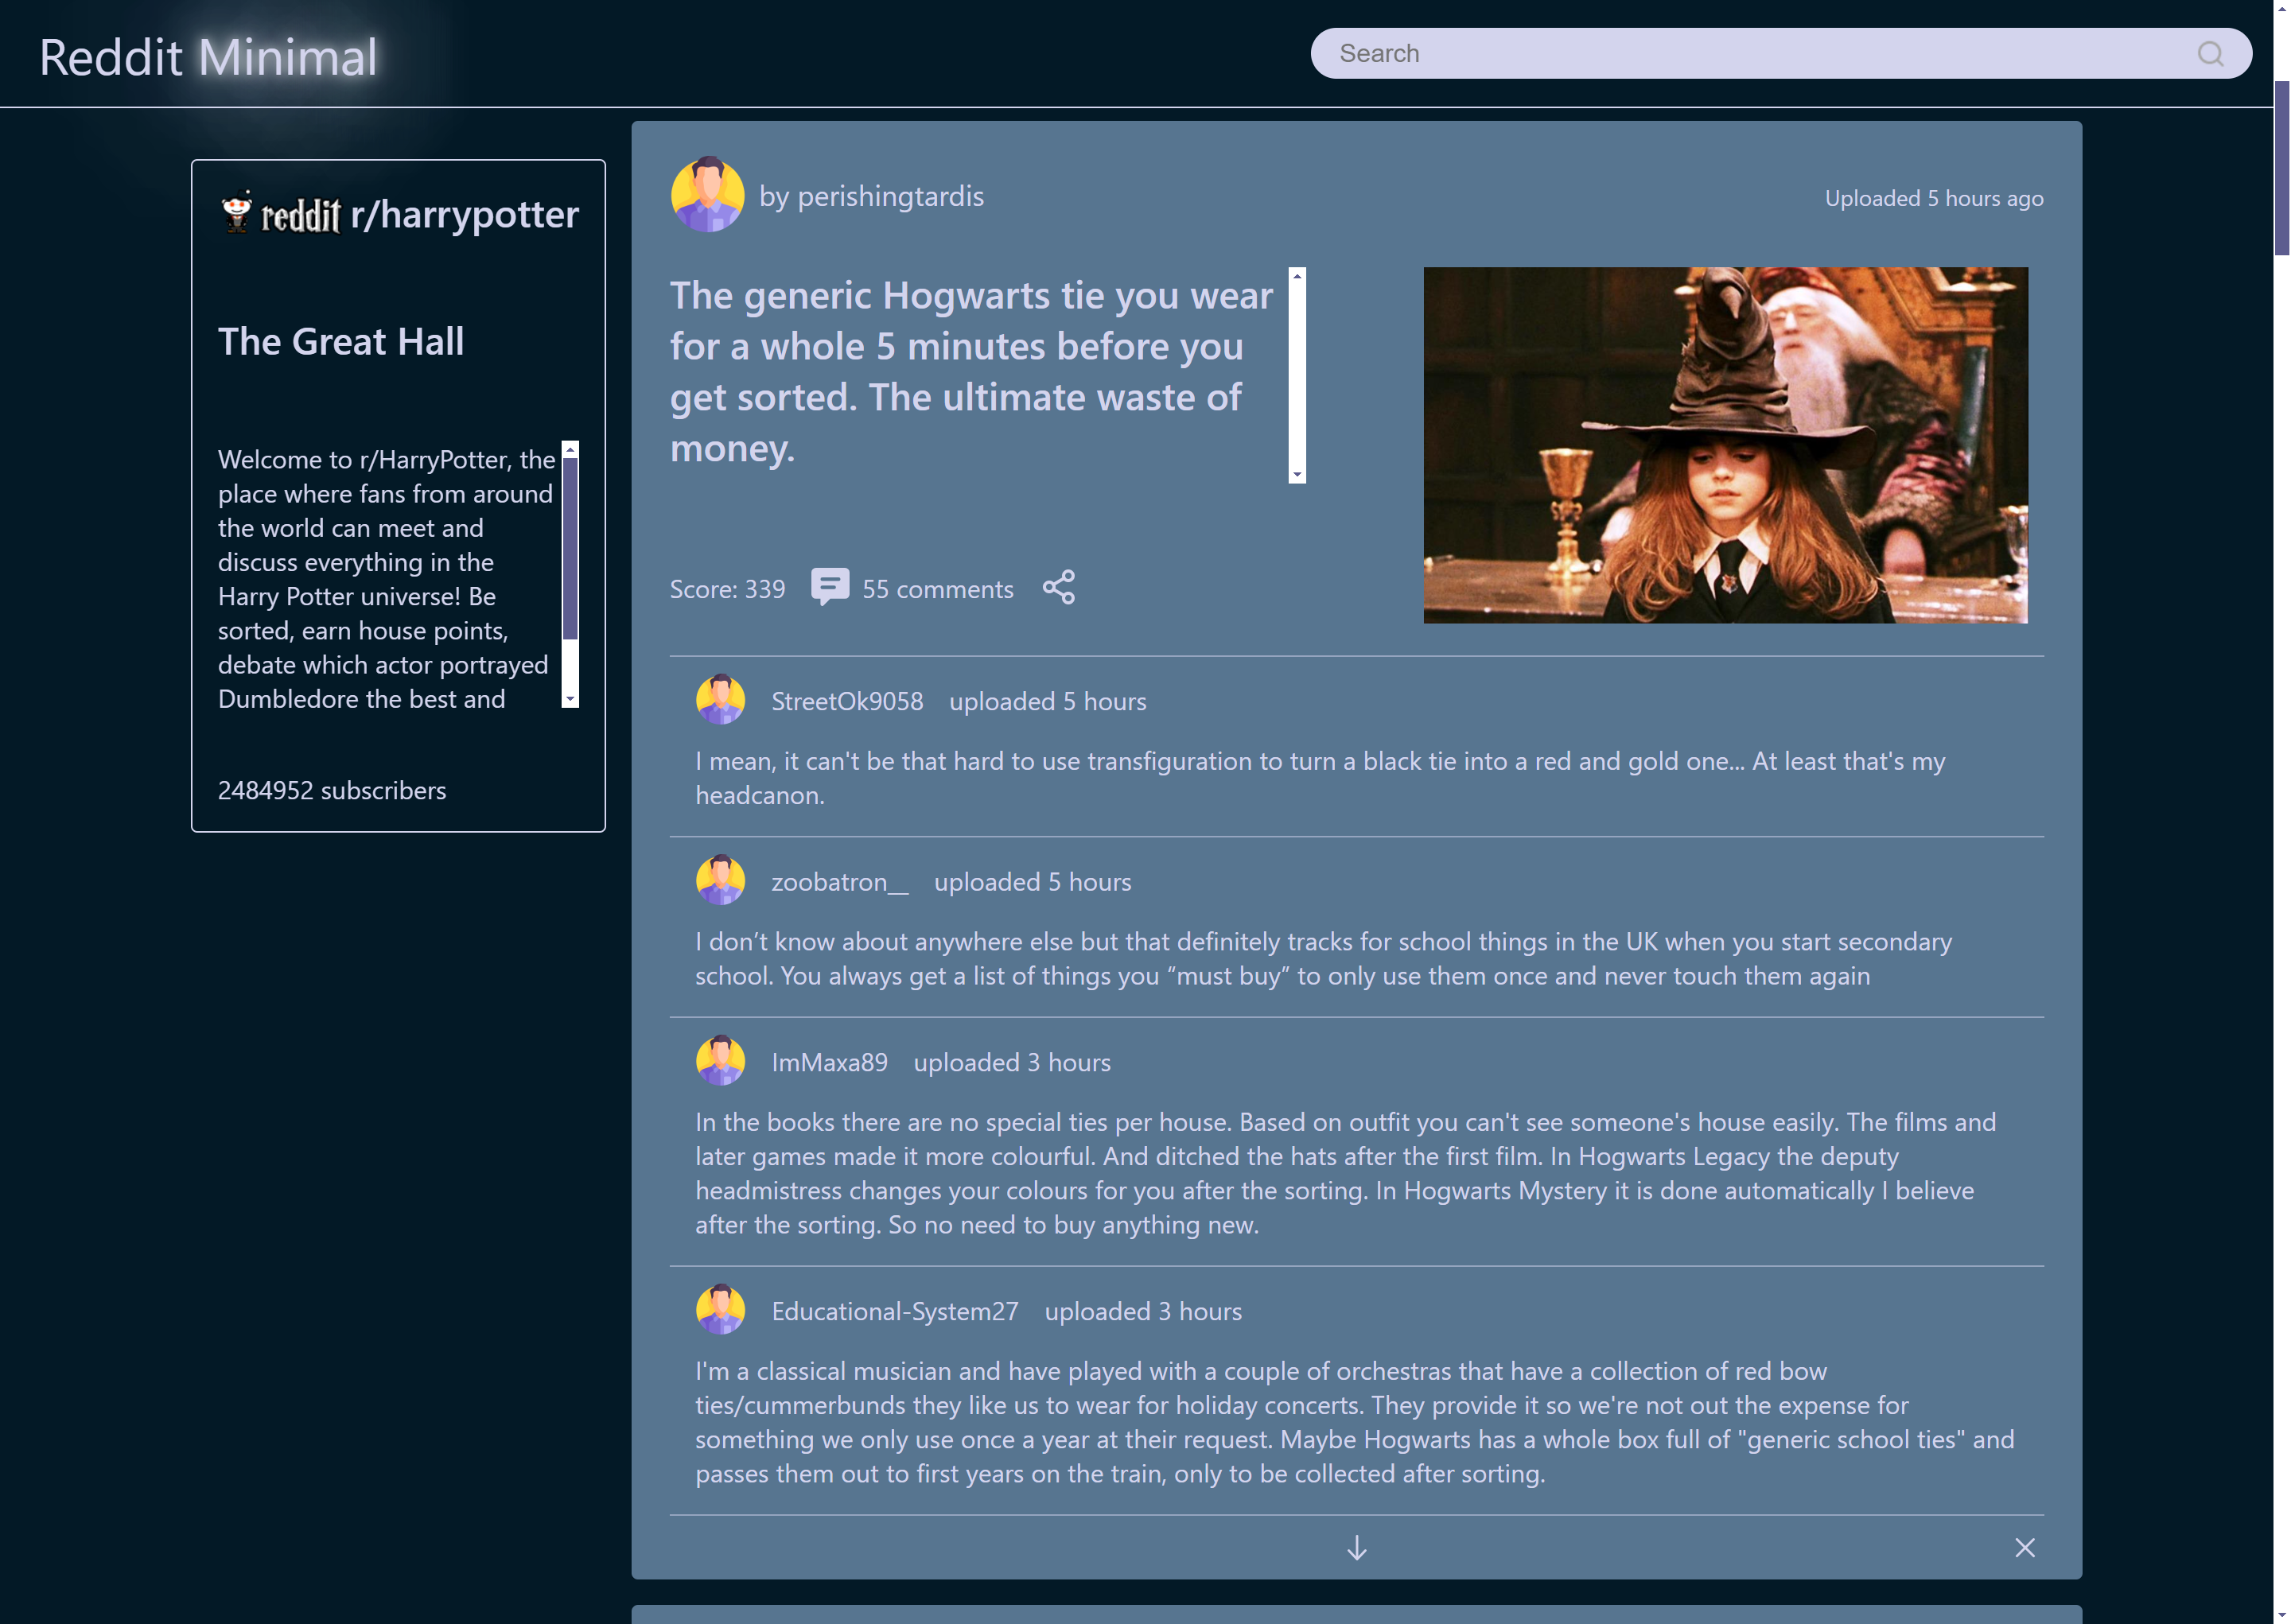 Reddit Minimal
Search
reddit r/harrypotter
The Great Hall
Welcome to r/HarryPotter, the
place where fans from around
the world can meet and
discuss everything in the
Harry Potter universe! Be
sorted, earn house points,
debate which actor portrayed
Dumbledore the best and
2484952 subscribers
by perishingtardis
Uploaded 5 hours ago
The generic Hogwarts tie you wear
for a whole 5 minutes before you
get sorted. The ultimate waste of
money.
Score: 339 55 comments
StreetOk9058 uploaded 5 hours
I mean, it can't be that hard to use transfiguration to turn a black tie into a red and gold one... At least that's my
headcanon.
zoobatron__ uploaded 5 hours
I don’t know about anywhere else but that definitely tracks for school things in the UK when you start secondary
school. You always get a list of things you “must buy” to only use them once and never touch them again
ImMaxa89 uploaded 3 hours
In the books there are no special ties per house. Based on outfit you can't see someone's house easily. The films and
later games made it more colourful. And ditched the hats after the first film. In Hogwarts Legacy the deputy
headmistress changes your colours for you after the sorting. In Hogwarts Mystery it is done automatically I believe
after the sorting. So no need to buy anything new.
Educational-System27 uploaded 3 hours
I'm a classical musician and have played with a couple of orchestras that have a collection of red bow
ties/cummerbunds they like us to wear for holiday concerts. They provide it so we're not out the expense for
something we only use once a year at their request. Maybe Hogwarts has a whole box full of "generic school ties" and
passes them out to first years on the train, only to be collected after sorting.